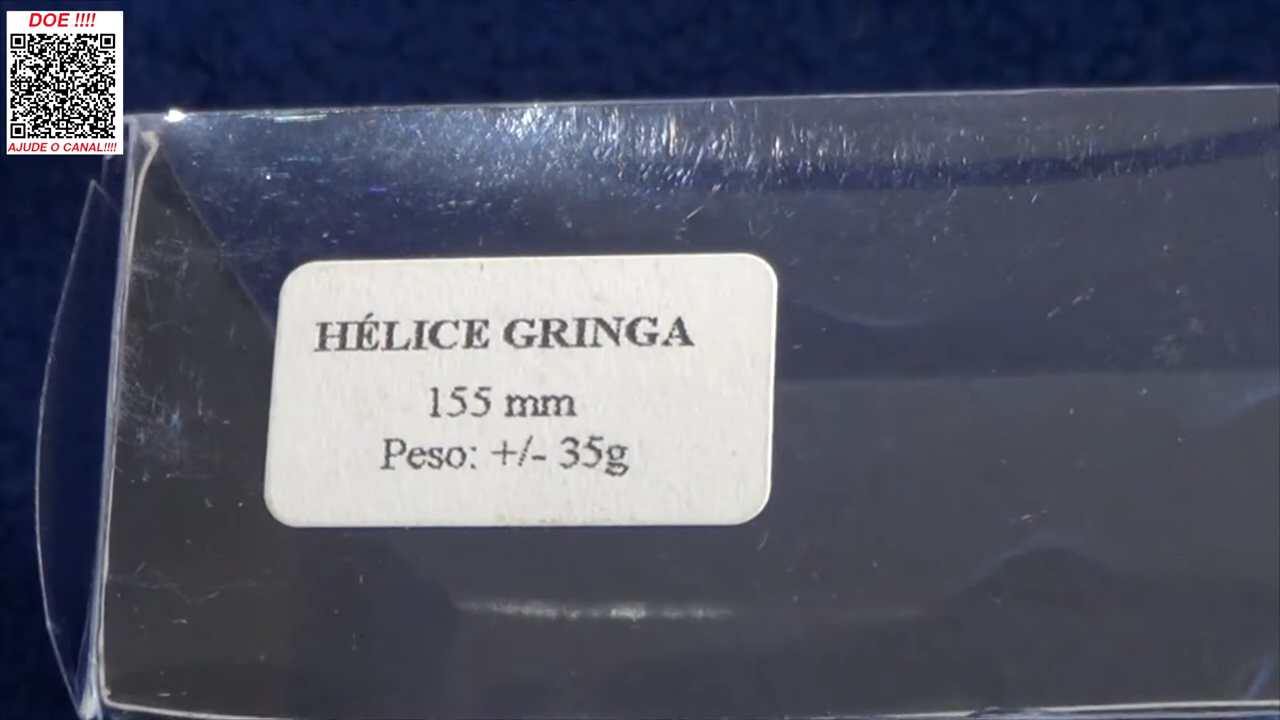 DOE !!!!
AJUDE O CANAL!!!!
HÉLICE GRINGA
155 mm
Peso: +/- 35g